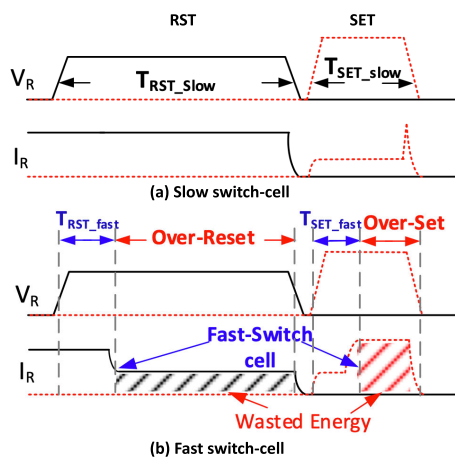 RST SET
V_R T_RST_Slow T_SET_slow
I_R
(a) Slow switch-cell
T_RST_fast Over-Reset T_SET_fast Over-Set
V_R
Fast-Switch
cell
I_R
Wasted Energy
(b) Fast switch-cell